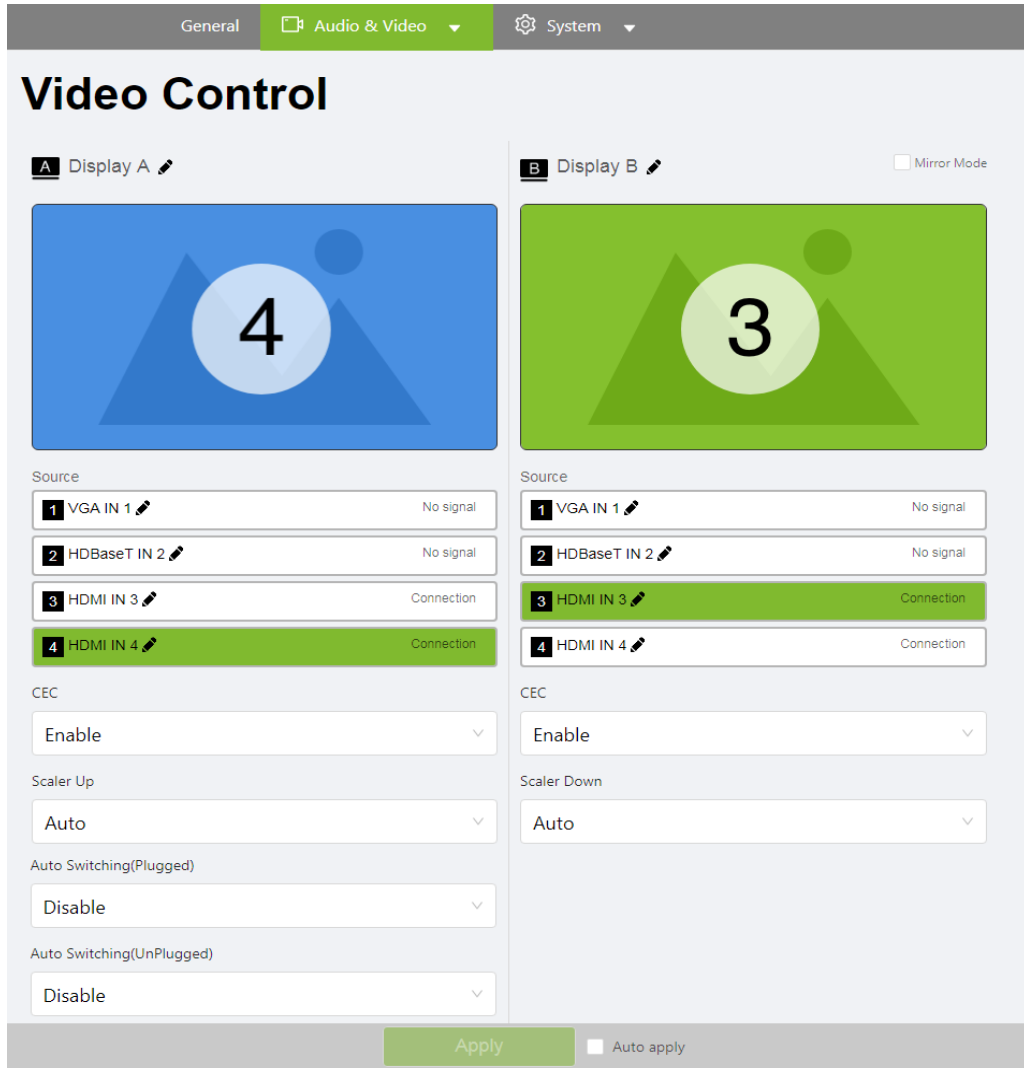 General Audio & Video System
Video Control
A Display A
4
Source
1 VGA IN 1 No signal
2 HDBaseT IN 2 No signal
3 HDMI IN 3 Connection
4 HDMI IN 4 Connection
CEC
Enable
Scaler Up
Auto
Auto Switching(Plugged)
Disable
Auto Switching(UnPlugged)
Disable
B Display B Mirror Mode
3
Source
1 VGA IN 1 No signal
2 HDBaseT IN 2 No signal
3 HDMI IN 3 Connection
4 HDMI IN 4 Connection
CEC
Enable
Scaler Down
Auto
Apply Auto apply